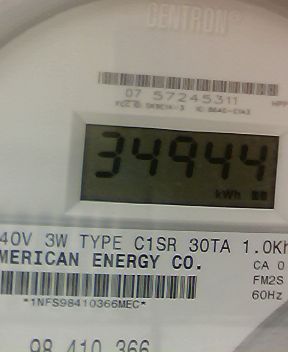 CENTRON®
07 57245311
34944
kWh
40V 3W TYPE C1SR 30TA 1.0Kh
MERICAN ENERGY CO.
CA 0
FM2S
60Hz
*1NFS98410366MEC*
98 410 366